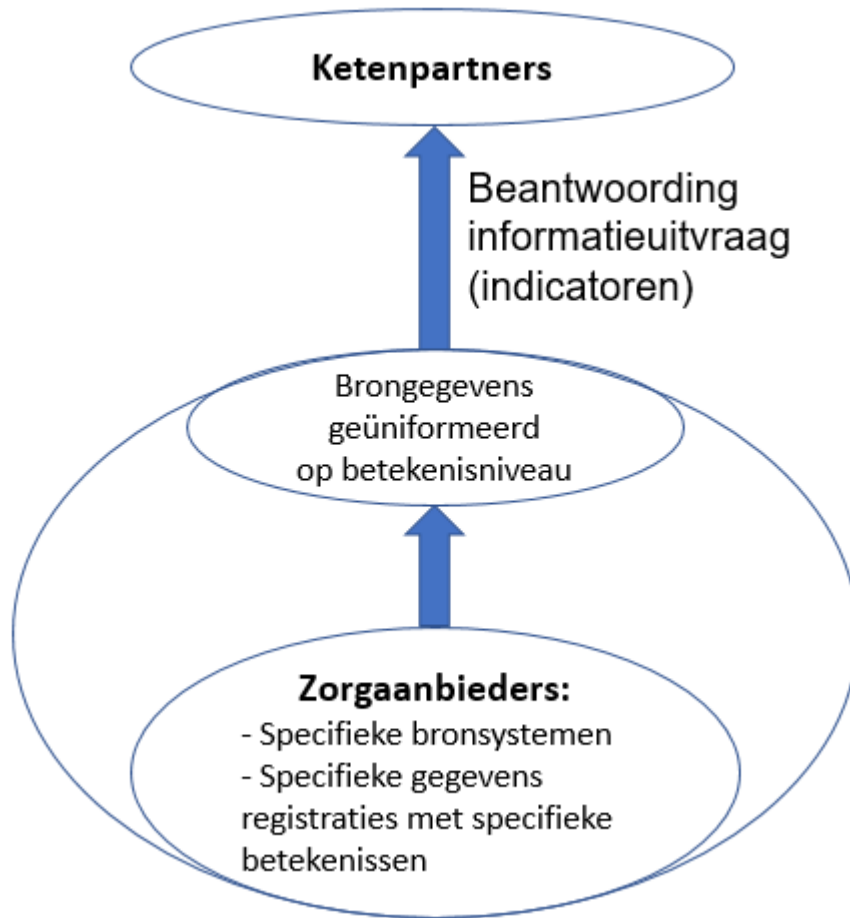 Ketenpartners
Beantwoording
informatieuitvraag
(indicatoren)
Brongegevens
geüniformeerd
op betekenisniveau
Zorgaanbieders:
- Specifieke bronsystemen
- Specifieke gegevens
registraties met specifieke
betekenissen